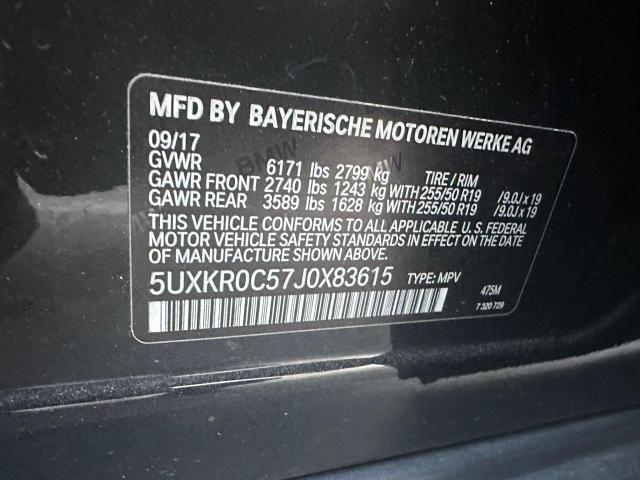 MFD BY BAYERISCHE MOTOREN WERKE AG
09/17
GVWR 6171 lbs 2799 kg TIRE / RIM
GAWR FRONT 2740 lbs 1243 kg WITH 255/50 R19 /9.0J x 19
GAWR REAR 3589 lbs 1628 kg WITH 255/50 R19 /9.0J x 19
THIS VEHICLE CONFORMS TO ALL APPLICABLE U.S. FEDERAL
MOTOR VEHICLE SAFETY STANDARDS IN EFFECT ON THE DATE
OF MANUFACTURE SHOWN ABOVE.
5UXKR0C57J0X83615 TYPE: MPV
475M
7 320 729